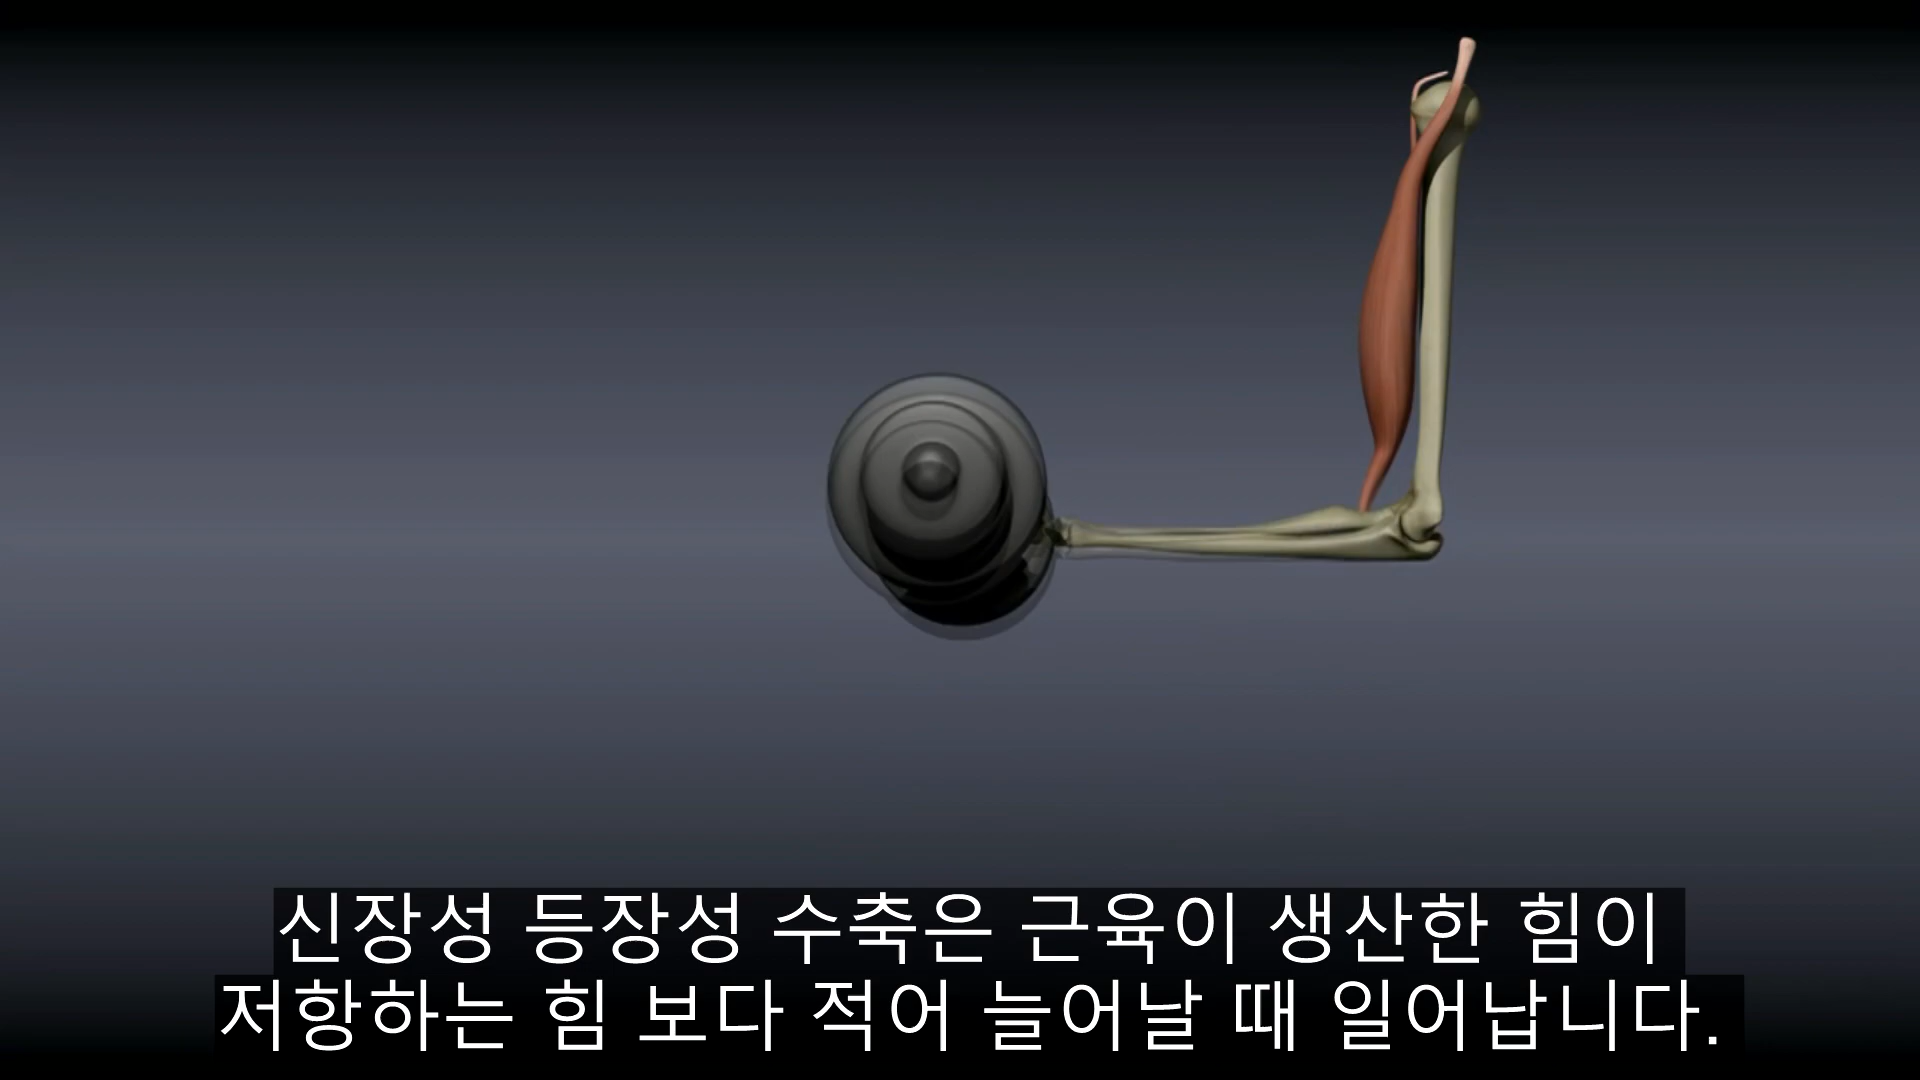 신장성 등장성 수축은 근육이 생산한 힘이
저항하는 힘 보다 적어 늘어날 때 일어납니다.